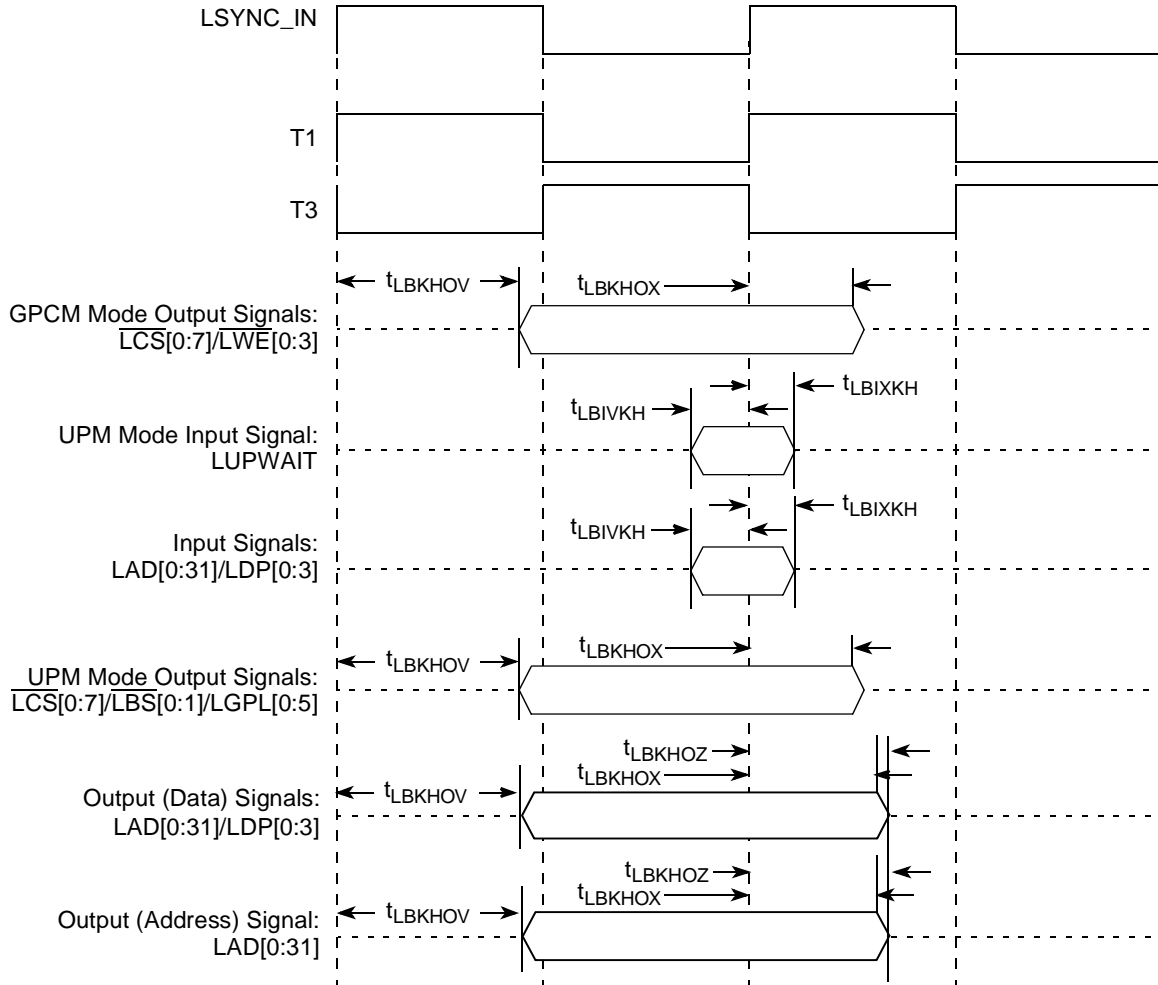 LSYNC_IN
T1
T3
tLBKHOV
tLBKHOX
GPCM Mode Output Signals:
LCS[0:7]/LWE[0:3]
tLBIXKH
tLBIVKH
UPM Mode Input Signal:
LUPWAIT
tLBIXKH
tLBIVKH
Input Signals:
LAD[0:31]/LDP[0:3]
tLBKHOV
tLBKHOX
UPM Mode Output Signals:
LCS[0:7]/LBS[0:1]/LGPL[0:5]
tLBKHOZ
tLBKHOX
tLBKHOV
Output (Data) Signals:
LAD[0:31]/LDP[0:3]
tLBKHOZ
tLBKHOX
tLBKHOV
Output (Address) Signal:
LAD[0:31]